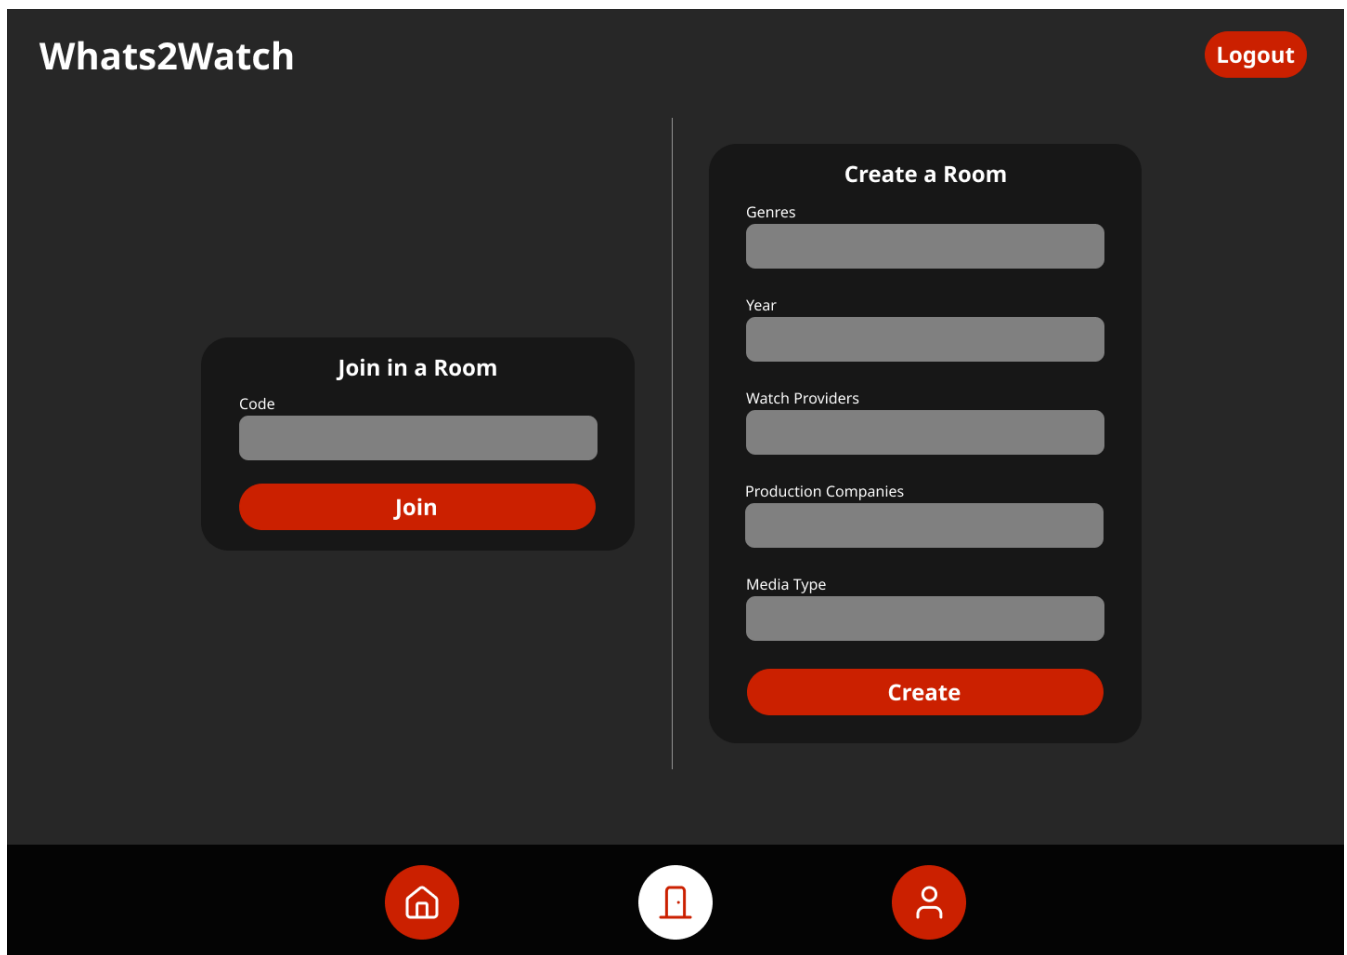 Whats2Watch
Logout
Join in a Room
Code
Join
Create a Room
Genres
Year
Watch Providers
Production Companies
Media Type
Create